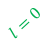 l = 0